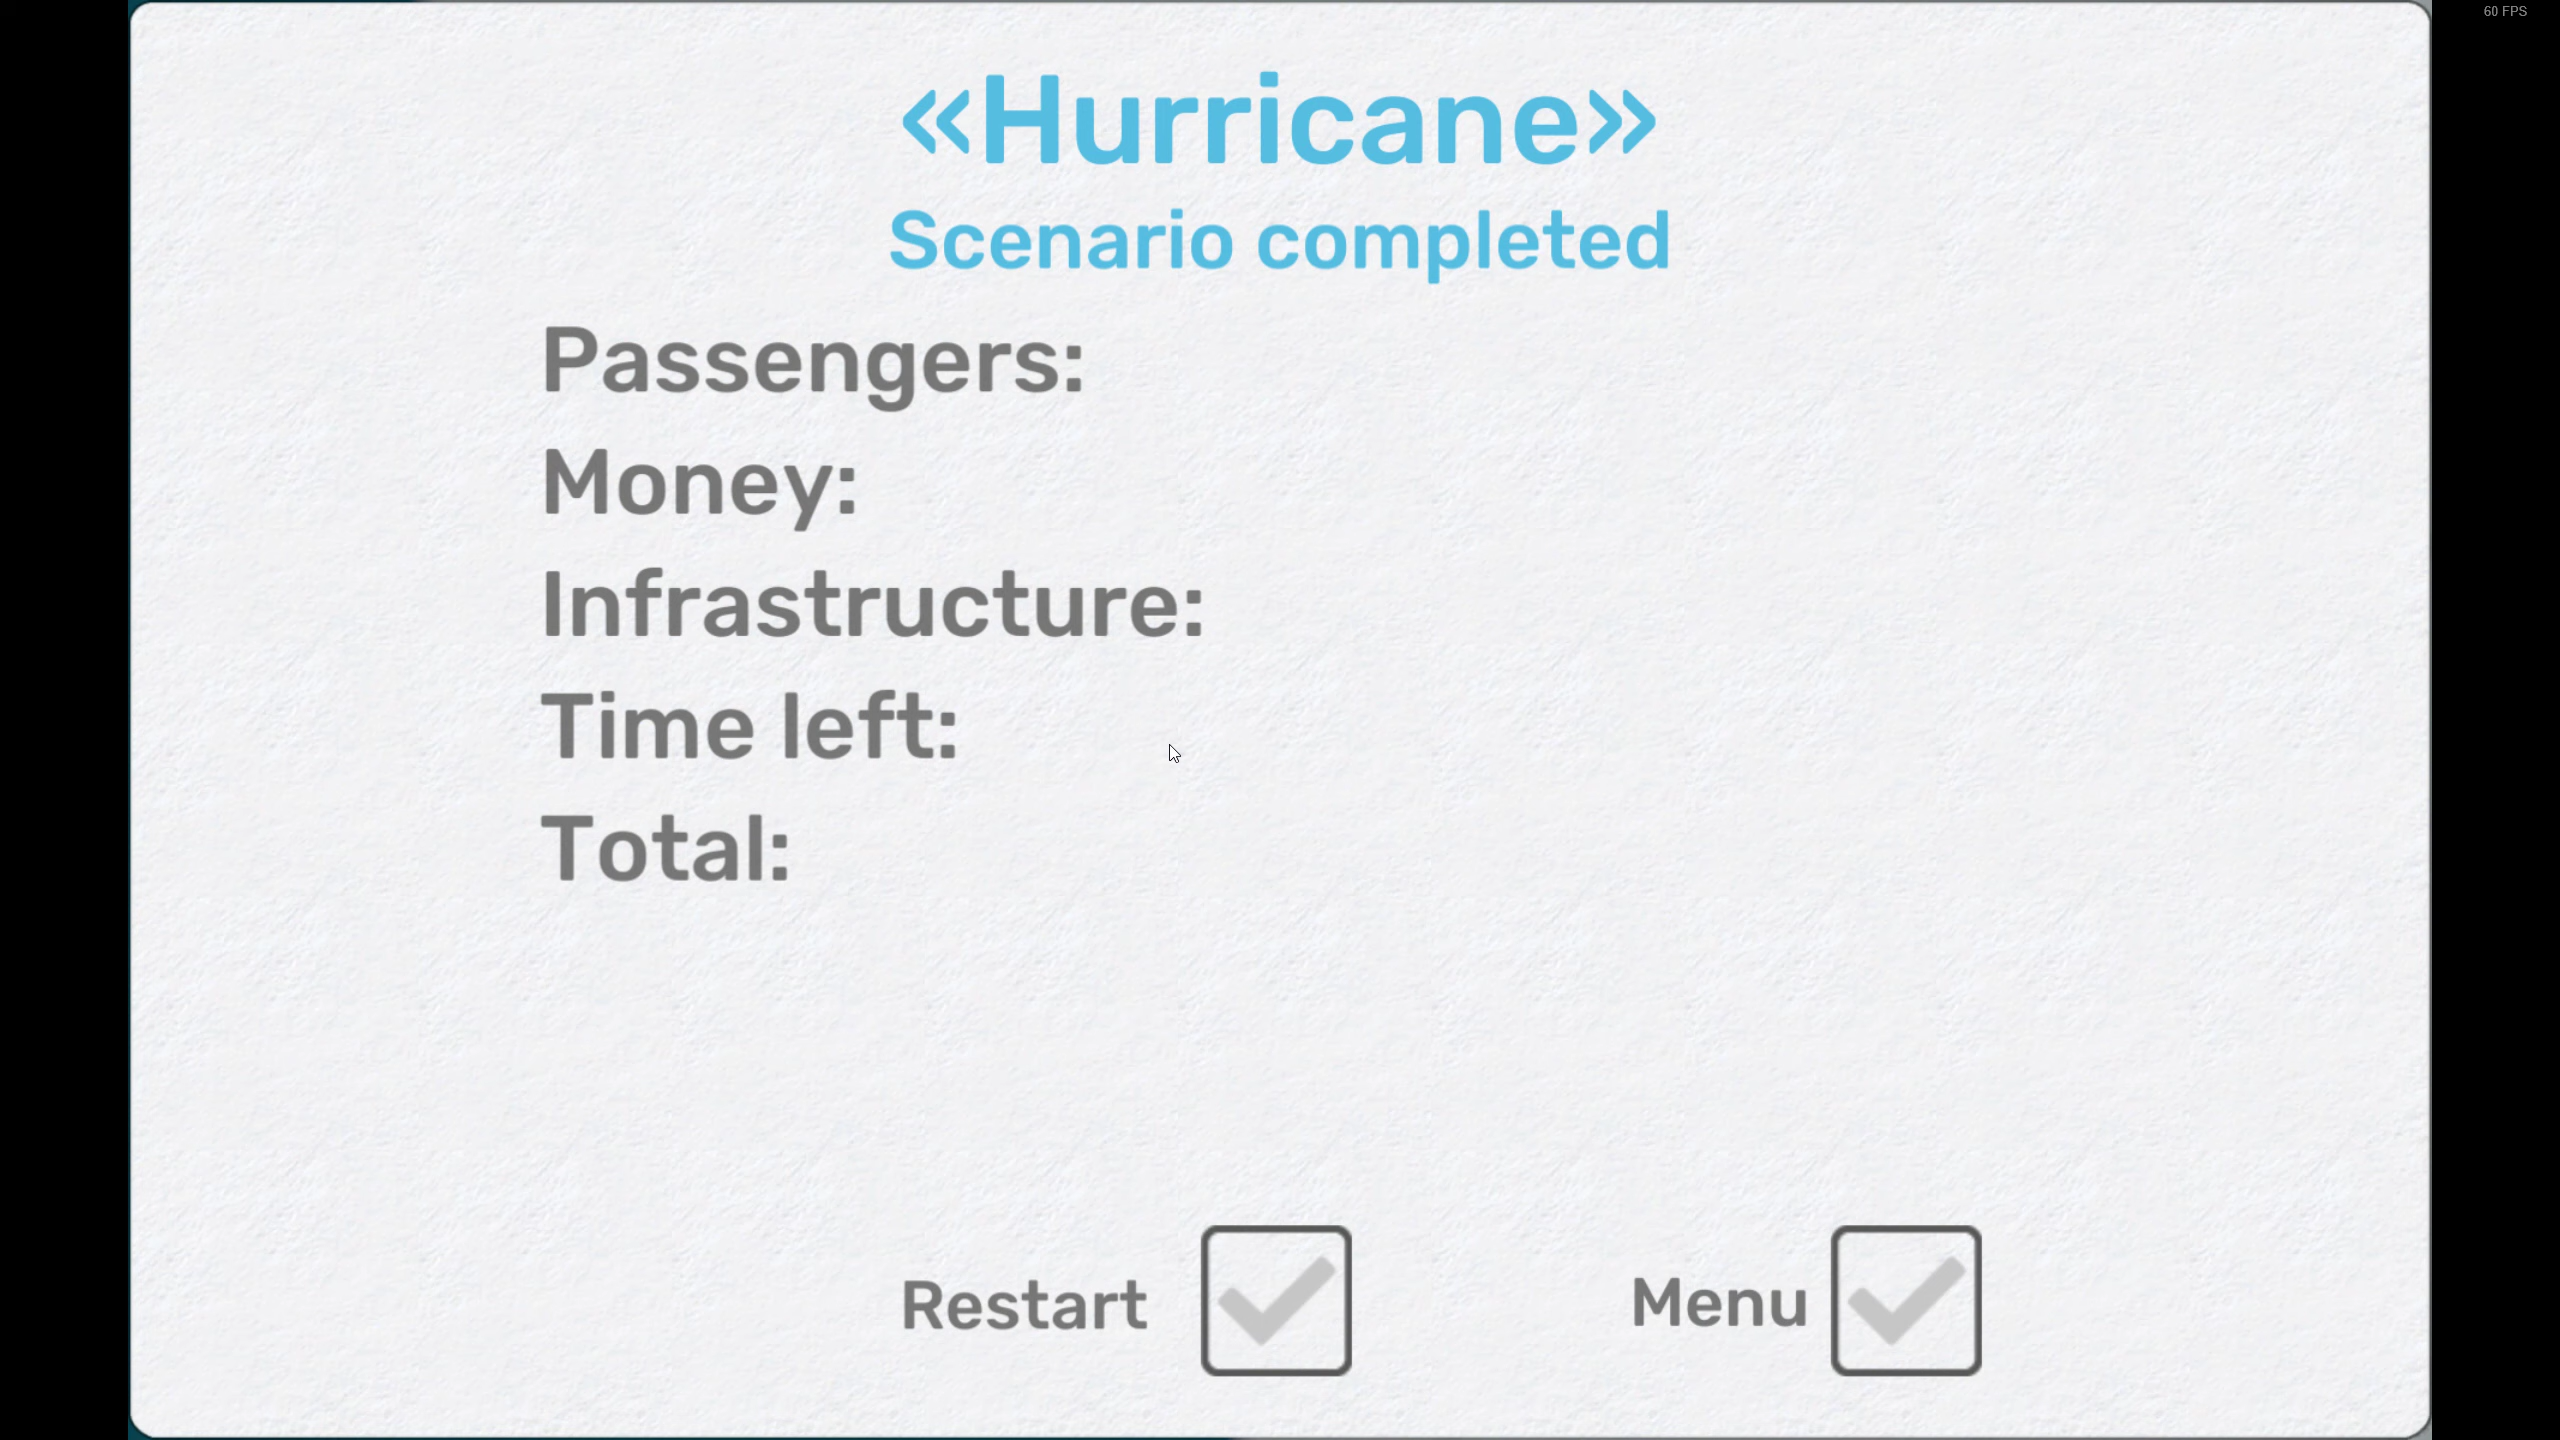 60 FPS
«Hurricane»
Scenario completed
Passengers:
Money:
Infrastructure:
Time left:
Total:
Restart
Menu